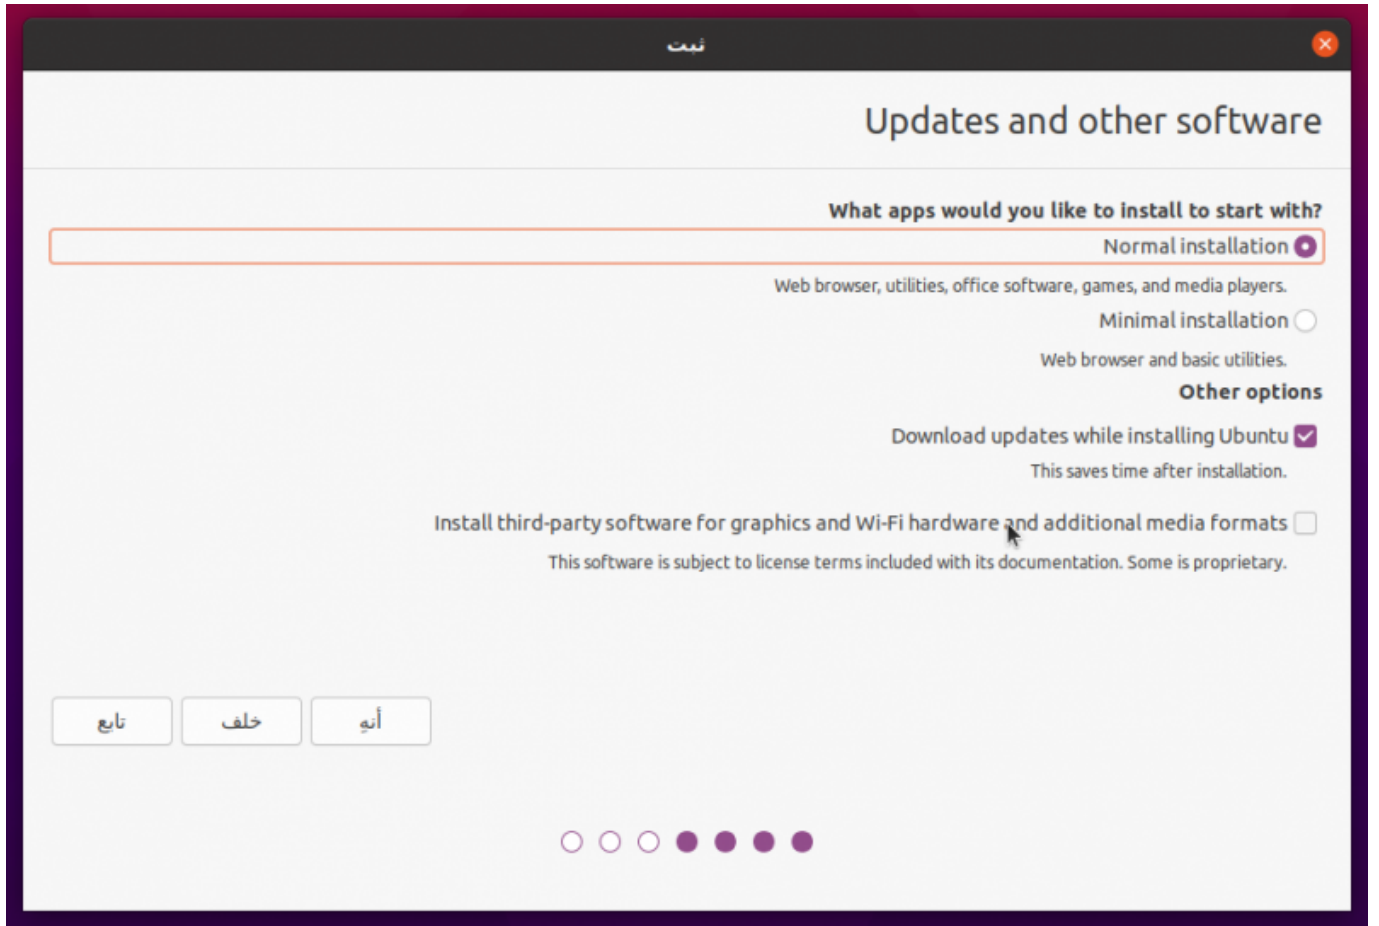 ثبت
Updates and other software
What apps would you like to install to start with?
Normal installation
Web browser, utilities, office software, games, and media players.
Minimal installation
Web browser and basic utilities.
Other options
Download updates while installing Ubuntu
This saves time after installation.
Install third-party software for graphics and Wi-Fi hardware and additional media formats
This software is subject to license terms included with its documentation. Some is proprietary.
أنهِ خلف تابع